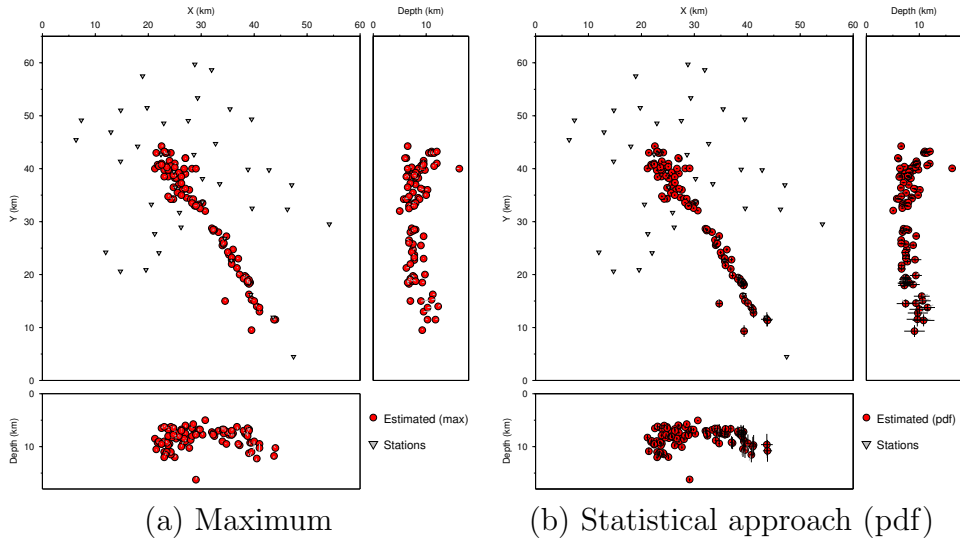 X (km)
Depth (km)
0 10 20 30 40 50 60
0 10
0
10
20
30
40
50
60
Y (km)
0
10
Depth (km)
Estimated (max)
Stations
(a) Maximum
X (km)
Depth (km)
0 10 20 30 40 50 60
0 10
0
10
20
30
40
50
60
Y (km)
0
10
Depth (km)
Estimated (pdf)
Stations
(b) Statistical approach (pdf)